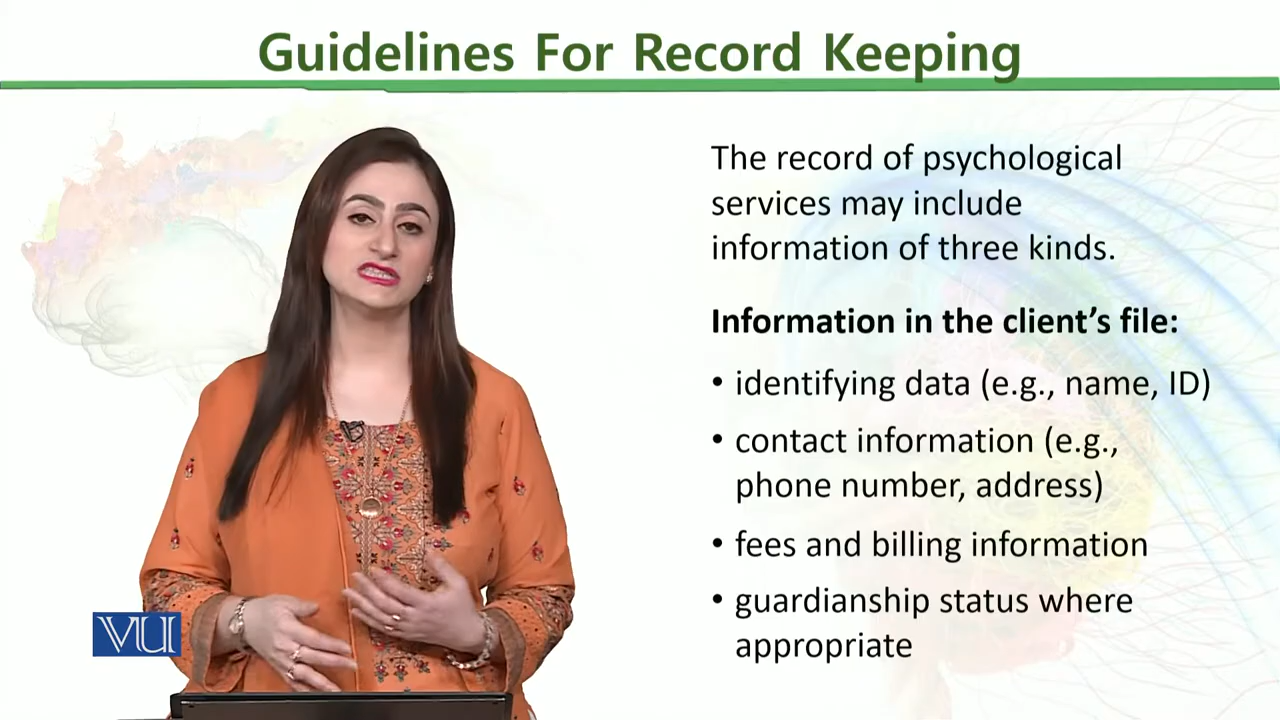 Guidelines For Record Keeping
The record of psychological
services may include
information of three kinds.
Information in the client’s file:
• identifying data (e.g., name, ID)
• contact information (e.g.,
phone number, address)
• fees and billing information
• guardianship status where
appropriate
VU